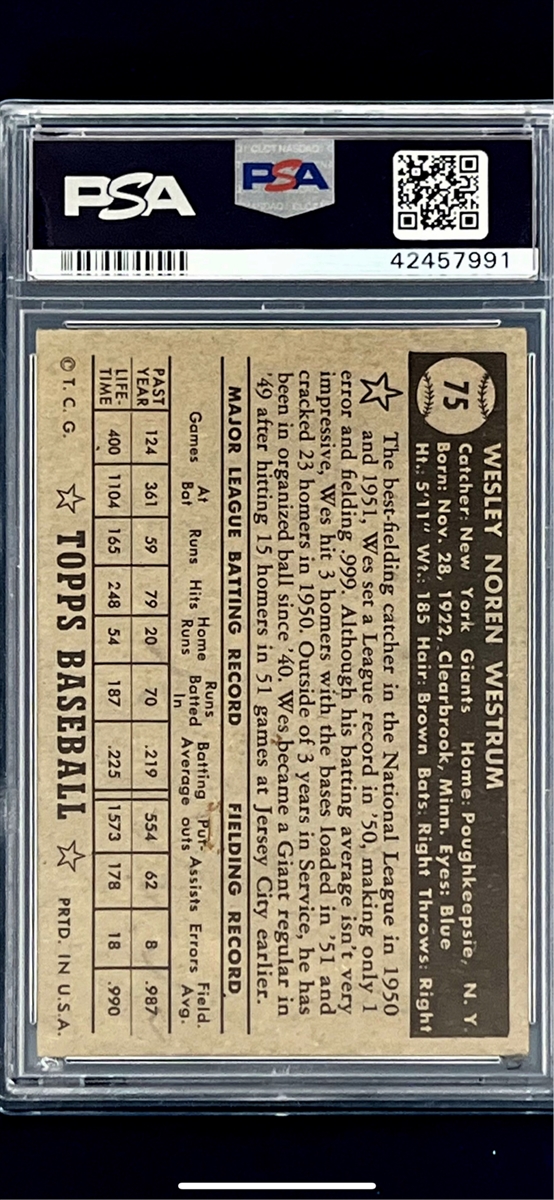 CLCT NASDAQ
PSA
PSA
42457991
75
WESLEY NOREN WESTRUM
Catcher: New York Giants Home: Poughkeepsie, N. Y.
Born: Nov. 28, 1922, Clearbrook, Minn. Eyes: Blue
Ht.: 5'11" Wt.: 185 Hair: Brown Bats: Right Throws: Right
The best-fielding catcher in the National League in 1950
and 1951, Wes set a League record in '50, making only 1
error and fielding .999. Although his batting average isn't very
impressive, Wes hit 3 homers with the bases loaded in '51 and
cracked 23 homers in 1950. Outside of 3 years in Service, he has
been in organized ball since '40. Wes became a Giant regular in
'49 after hitting 15 homers in 51 games at Jersey City earlier.
MAJOR LEAGUE BATTING RECORD FIELDING RECORD
Games At Bat Runs Hits Home Runs Runs Batted In Batting Average Put-outs Assists Errors Field. Avg.
PAST YEAR 124 361 59 79 20 70 .219 554 62 8 .987
LIFE-TIME 400 1104 165 248 54 187 .225 1573 178 18 .990
© T. C. G. ☆ TOPPS BASEBALL ☆ PRTD. IN U.S.A.